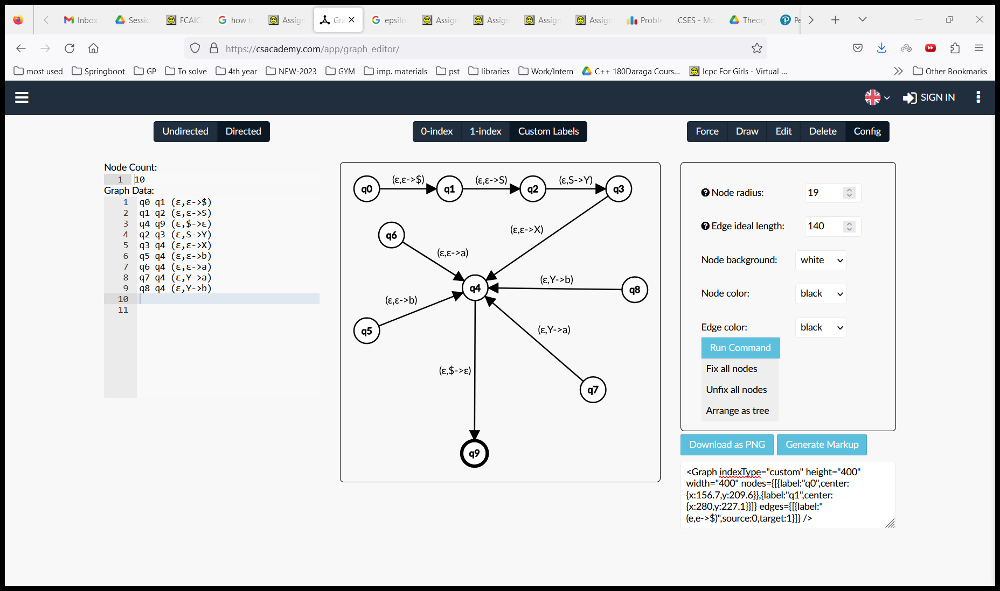 Inbox
Sessio
FCAIC
how to
Assign
Gra
epsilo
Assign
Assign
Assign
Assign
Proble
CSES - Mo
Theory
Pe
https://csacademy.com/app/graph_editor/
most used Springboot GP To solve 4th year NEW-2023 GYM imp. materials pst libraries Work/Intern C++ 180Daraga Cours... Icpc For Girls - Virtual ... Other Bookmarks
SIGN IN
Undirected Directed
0-index 1-index Custom Labels
Force Draw Edit Delete Config
Node Count:
1 10
Graph Data:
1 q0 q1 (ε,ε->$)
2 q1 q2 (ε,ε->S)
3 q4 q9 (ε,$->ε)
4 q2 q3 (ε,S->Y)
5 q3 q4 (ε,ε->X)
6 q5 q4 (ε,ε->b)
7 q6 q4 (ε,ε->a)
8 q7 q4 (ε,Y->a)
9 q8 q4 (ε,Y->b)
10
11
(ε,ε->$) (ε,ε->S) (ε,S->Y)
q0 q1 q2 q3
(ε,ε->X)
q6
(ε,ε->a)
(ε,Y->b)
q4 q8
(ε,ε->b)
q5 (ε,Y->a)
(ε,$->ε)
q7
q9
Node radius: 19
Edge ideal length: 140
Node background: white
Node color: black
Edge color: black
Run Command
Fix all nodes
Unfix all nodes
Arrange as tree
Download as PNG Generate Markup
<Graph indexType="custom" height="400"
width="400" nodes={[{label:"q0",center:
{x:156.7,y:209.6}},{label:"q1",center:
{x:280,y:227.1}}]} edges={[{label:"
(e,e->$)",source:0,target:1}]} />